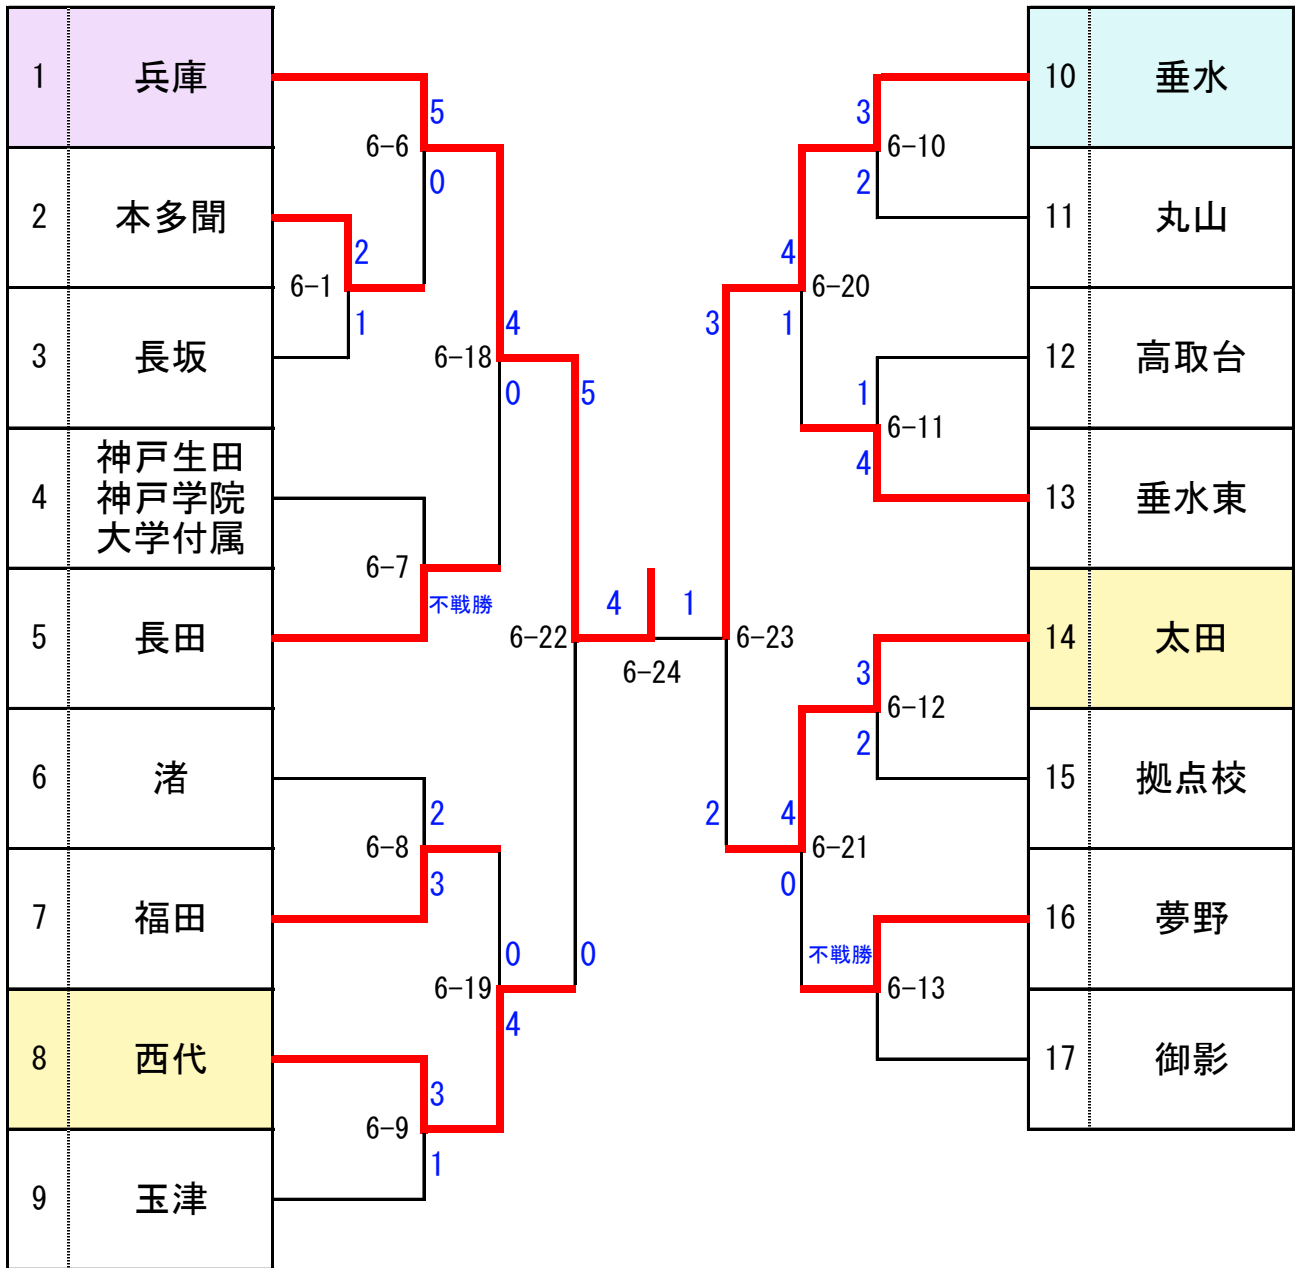 1 兵庫
2 本多聞
3 長坂
4 神戸生田
神戸学院
大学付属
5 長田
6 渚
7 福田
8 西代
9 玉津
5
6-6
0
2
6-1
1
4
6-18
0
6-7
不戦勝
5
6-22
0
2
6-8
3
0
6-19
4
3
6-9
1
4
1
6-24
3
6-23
2
4
6-20
1
3
6-10
2
1
6-11
4
3
6-12
2
4
6-21
0
不戦勝
6-13
10 垂水
11 丸山
12 高取台
13 垂水東
14 太田
15 拠点校
16 夢野
17 御影